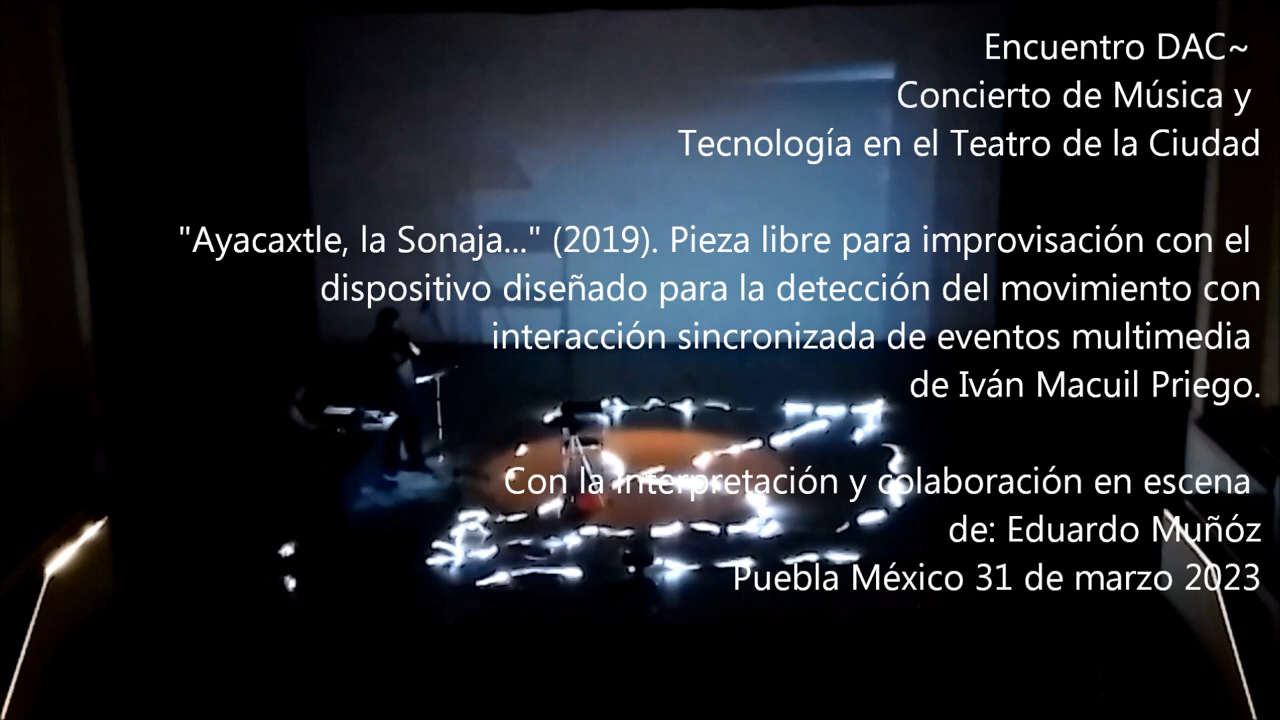 Encuentro DAC~
Concierto de Música y
Tecnología en el Teatro de la Ciudad
"Ayacaxtle, la Sonaja..." (2019). Pieza libre para improvisación con el
dispositivo diseñado para la detección del movimiento con
interacción sincronizada de eventos multimedia
de Iván Macuil Priego.
Con la interpretación y colaboración en escena
de: Eduardo Muñóz
Puebla México 31 de marzo 2023